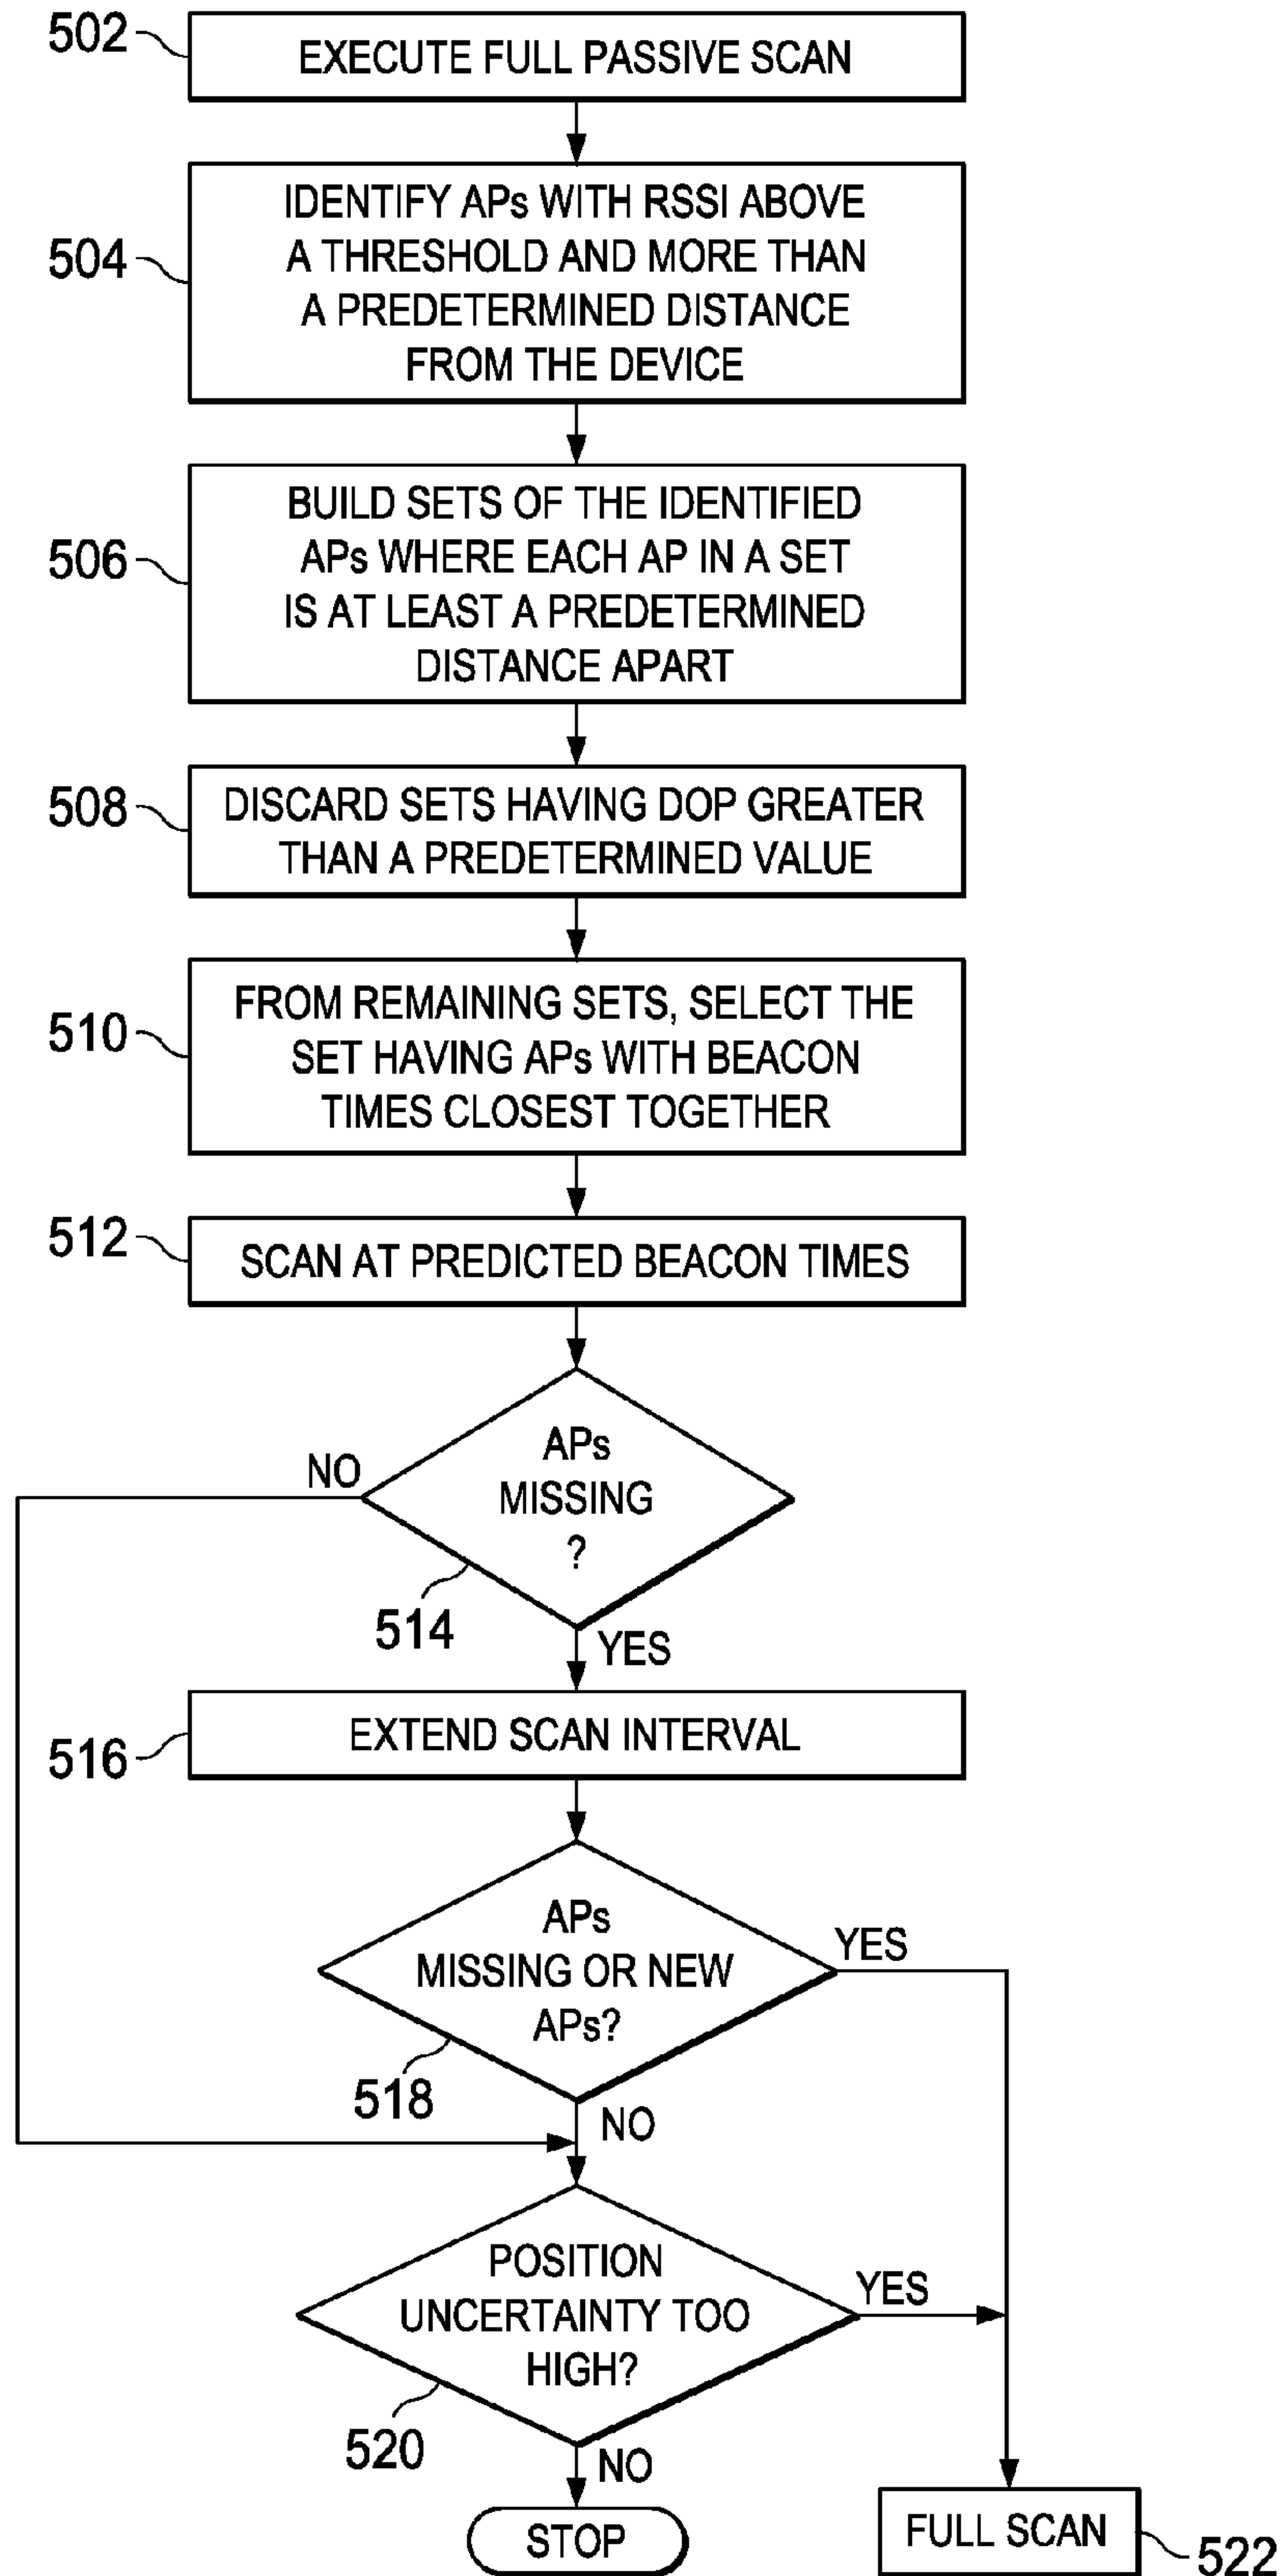 502
EXECUTE FULL PASSIVE SCAN
504
IDENTIFY APs WITH RSSI ABOVE
A THRESHOLD AND MORE THAN
A PREDETERMINED DISTANCE
FROM THE DEVICE
506
BUILD SETS OF THE IDENTIFIED
APs WHERE EACH AP IN A SET
IS AT LEAST A PREDETERMINED
DISTANCE APART
508
DISCARD SETS HAVING DOP GREATER
THAN A PREDETERMINED VALUE
510
FROM REMAINING SETS, SELECT THE
SET HAVING APs WITH BEACON
TIMES CLOSEST TOGETHER
512
SCAN AT PREDICTED BEACON TIMES
APs
MISSING
?
NO
514
YES
516
EXTEND SCAN INTERVAL
APs
MISSING OR NEW
APs?
YES
518
NO
POSITION
UNCERTAINTY TOO
HIGH?
YES
520
NO
STOP
FULL SCAN
522